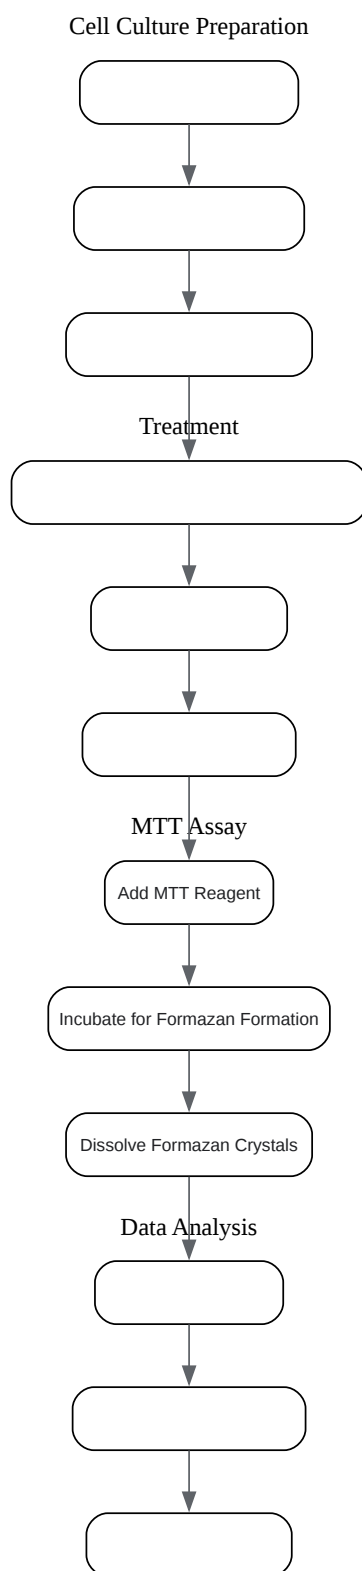 Cell Culture Preparation
Treatment
MTT Assay
Add MTT Reagent
Incubate for Formazan Formation
Dissolve Formazan Crystals
Data Analysis